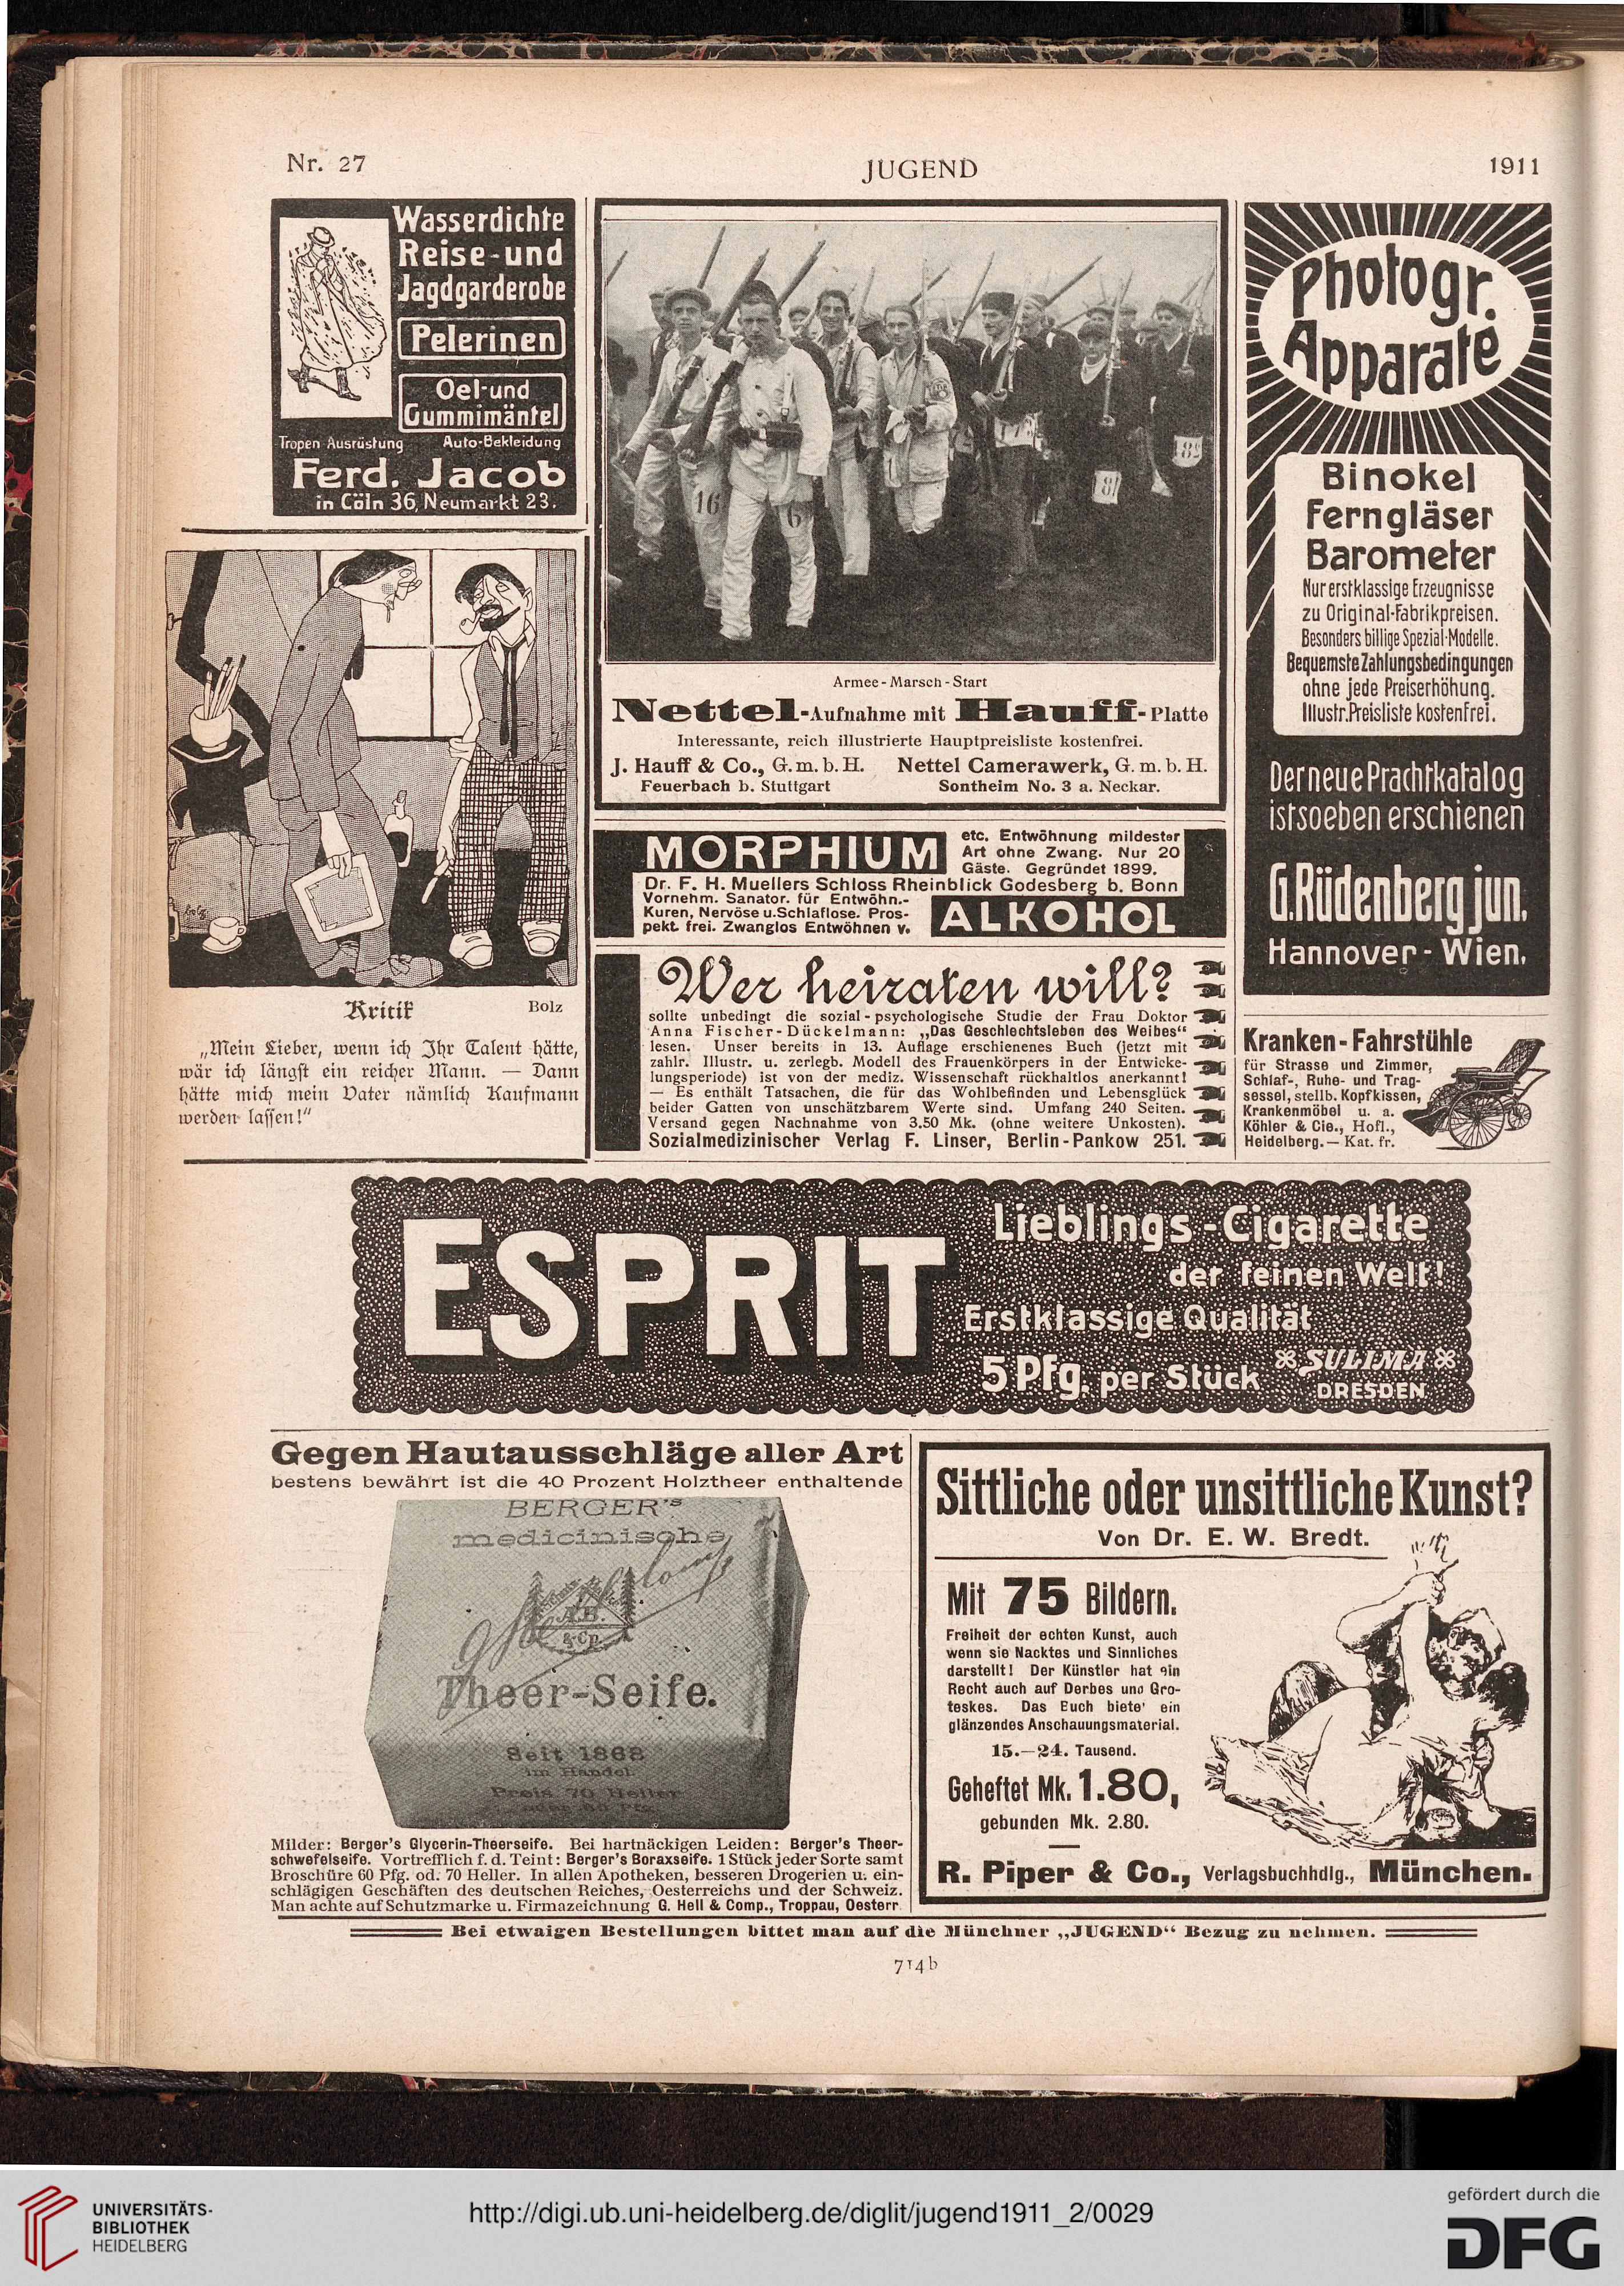 Nr. 27
JUGEND
1911
Wasserdichte
Reise-und
Jagdgarderobe
Pelerinen
Oel-und
Gummimäntel
Tropen Ausrüstung Auto-Bekleidung
Ferd. Jacob
in Cöln 36, Neumarkt 23.
bolz
Kritik
Bolz
„Mein Lieber, wenn ich Ihr Talent hätte,
wär ich längst ein reicher Mann. — Dann
hätte mich mein Vater nämlich Kaufmann
werden lassen!“
16
6
81
182
Armee-Marsch-Start
Nettel-Aufnahme mit Hauff-Platte
Interessante, reich illustrierte Hauptpreisliste kostenfrei.
J. Hauff & Co., G.m.b.H. Nettel Camerawerk, G.m.b.H.
Feuerbach b. Stuttgart Sontheim No. 3 a. Neckar.
MORPHIUM
etc. Entwöhnung mildester
Art ohne Zwang. Nur 20
Gäste. Gegründet 1899.
Dr. F. H. Muellers Schloss Rheinblick Godesberg b. Bonn
Vornehm. Sanator. für Entwöhn.-
Kuren, Nervöse u. Schlaflose. Pros-
pekt. frei. Zwanglos Entwöhnen v.
ALKOHOL
Wer heiraten will?
sollte unbedingt die sozial-psychologische Studie der Frau Doktor
Anna Fischer-Dückelmann: „Das Geschlechtsleben des Weibes“
lesen. Unser bereits in 13. Auflage erschienenes Buch (jetzt mit
zahlr. Illustr. u. zerlegb. Modell des Frauenkörpers in der Entwicke-
lungsperiode) ist von der mediz. Wissenschaft rückhaltlos anerkannt!
— Es enthält Tatsachen, die für das Wohlbefinden und Lebensglück
beider Gatten von unschätzbarem Werte sind. Umfang 240 Seiten.
Versand gegen Nachnahme von 3.50 Mk. (ohne weitere Unkosten).
Sozialmedizinischer Verlag F. Linser, Berlin-Pankow 251.
Photogr.
Apparate
Binokel
Ferngläser
Barometer
Nur erstklassige Erzeugnisse
zu Original-Fabrikpreisen.
Besonders billige Spezial-Modelle.
Bequemste Zahlungsbedingungen
ohne jede Preiserhöhung.
Illustr. Preisliste kostenfrei.
Der neue Prachtkatalog
ist soeben erschienen
G. Rüdenberg jun.
Hannover - Wien.
Kranken-Fahrstühle
für Strasse und Zimmer,
Schlaf-, Ruhe- und Trag-
sessel, stellb. Kopfkissen,
Krankenmöbel u. a.
Köhler & Cie., Hofl.,
Heidelberg. — Kat. fr.
ESPRIT
Lieblings-Cigarette
der feinen Welt!
Erstklassige Qualität
5 Pfg. per Stück
SULIMA
DRESDEN
Gegen Hautausschläge aller Art
bestens bewährt ist die 40 Prozent Holztheer enthaltende
BERGER's
medicinische
A.B.
& Cp.
Theer-Seife.
Seit 1868
im Handel.
Preis 70 Heller
Milder: Berger's Glycerin-Theerseife. Bei hartnäckigen Leiden: Berger's Theer-
schwefelseife. Vortrefflich f. d. Teint: Berger's Boraxseife. 1 Stück jeder Sorte samt
Broschüre 60 Pfg. od. 70 Heller. In allen Apotheken, besseren Drogerien u. ein-
schlägigen Geschäften des deutschen Reiches, Oesterreichs und der Schweiz.
Man achte auf Schutzmarke u. Firmazeichnung G. Hell & Comp., Troppau, Oesterr.
Sittliche oder unsittliche Kunst?
Von Dr. E. W. Bredt.
Mit 75 Bildern.
Freiheit der echten Kunst, auch
wenn sie Nacktes und Sinnliches
darstellt! Der Künstler hat ein
Recht auch auf Derbes und Gro-
teskes. Das Buch bietet ein
glänzendes Anschauungsmaterial.
15.—24. Tausend.
Geheftet Mk. 1.80,
gebunden Mk. 2.80.
R. Piper & Co., Verlagsbuchhdlg., München.
Bei etwaigen Bestellungen bittet man auf die Münchner „JUGEND“ Bezug zu nehmen.
714b
UNIVERSITÄTS-
BIBLIOTHEK
HEIDELBERG
http://digi.ub.uni-heidelberg.de/diglit/jugend1911_2/0029
gefördert durch die
DFG